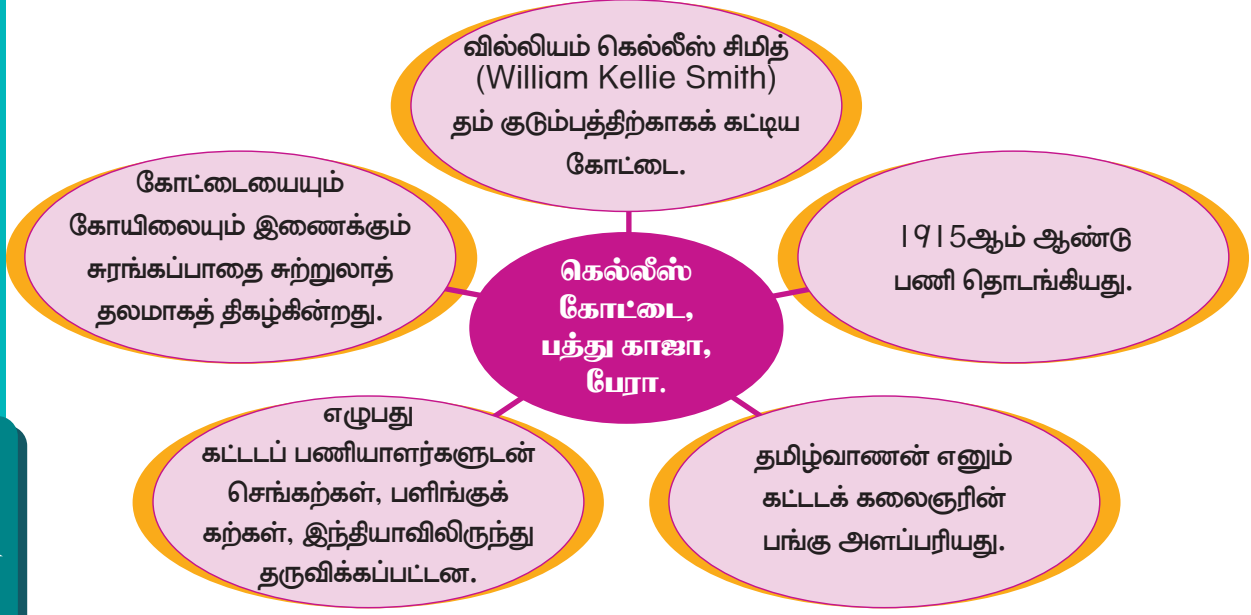 வில்லியம் கெல்லீஸ் சிமித்
(William Kellie Smith)
தம் குடும்பத்திற்காகக் கட்டிய
கோட்டை.
கோட்டையையும்
கோயிலையும் இணைக்கும்
சுரங்கப்பாதை சுற்றுலாத்
தலமாகத் திகழ்கின்றது.
1915ஆம் ஆண்டு
பணி தொடங்கியது.
கெல்லீஸ்
கோட்டை,
பத்து காஜா,
பேரா.
எழுபது
கட்டடப் பணியாளர்களுடன்
செங்கற்கள், பளிங்குக்
கற்கள், இந்தியாவிலிருந்து
தருவிக்கப்பட்டன.
தமிழ்வாணன் எனும்
கட்டடக் கலைஞரின்
பங்கு அளப்பரியது.